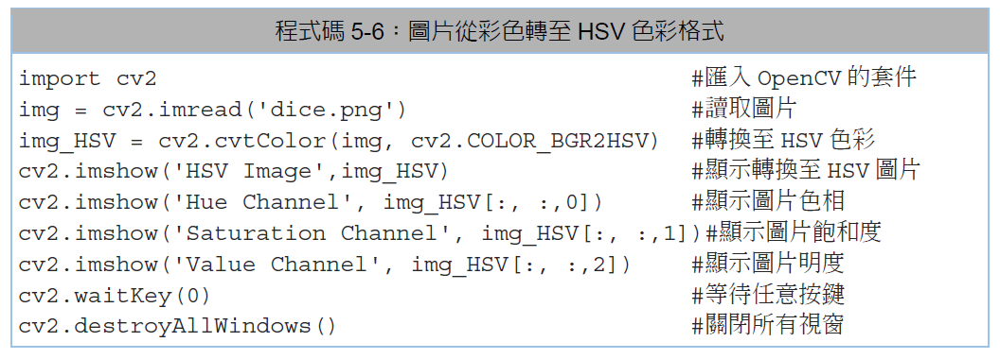 程式碼 5-6：圖片從彩色轉至 HSV 色彩格式
import cv2 #匯入 OpenCV 的套件
img = cv2.imread('dice.png') #讀取圖片
img_HSV = cv2.cvtColor(img, cv2.COLOR_BGR2HSV) #轉換至 HSV 色彩
cv2.imshow('HSV Image',img_HSV) #顯示轉換至 HSV 圖片
cv2.imshow('Hue Channel', img_HSV[:, :,0]) #顯示圖片色相
cv2.imshow('Saturation Channel', img_HSV[:, :,1])#顯示圖片飽和度
cv2.imshow('Value Channel', img_HSV[:, :,2]) #顯示圖片明度
cv2.waitKey(0) #等待任意按鍵
cv2.destroyAllWindows() #關閉所有視窗